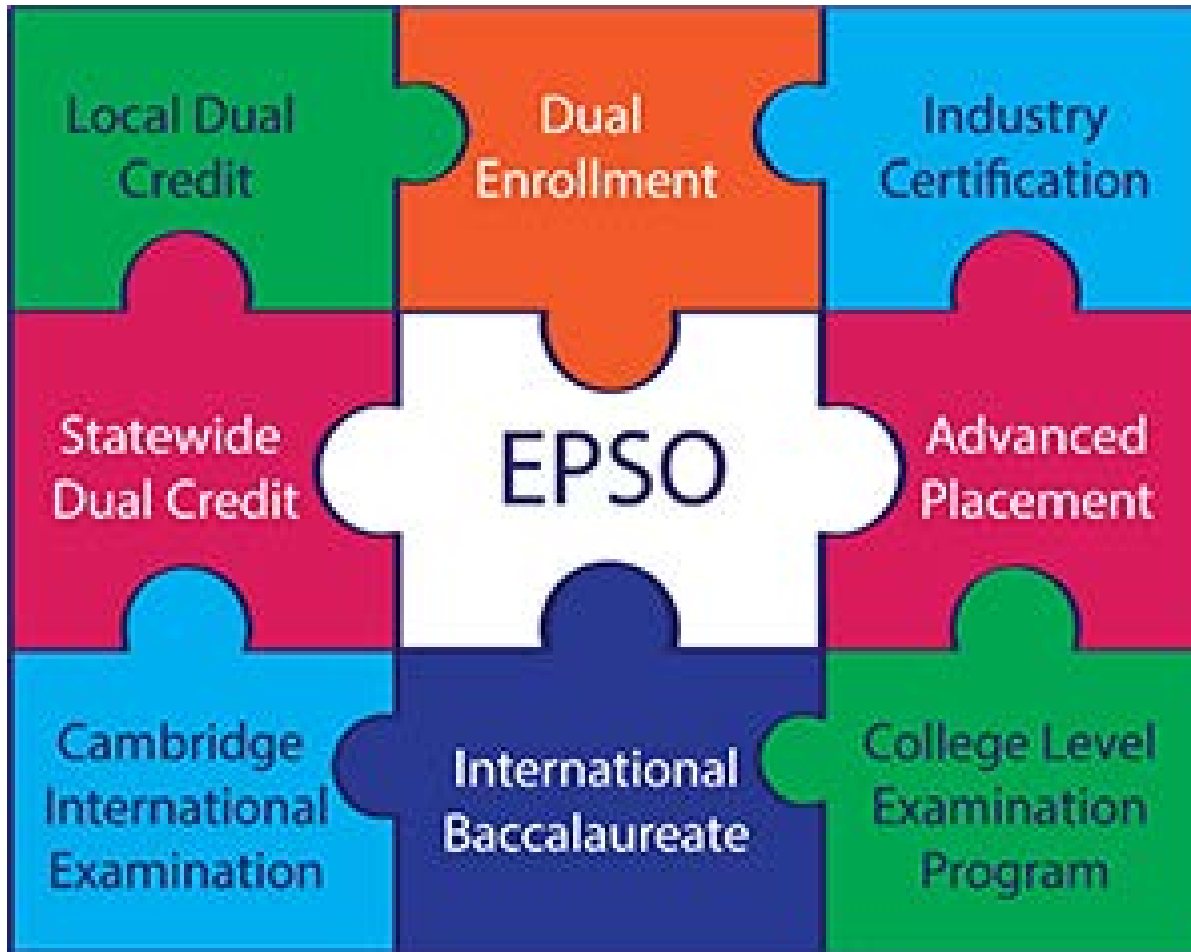 Local Dual
Credit
Dual
Enrollment
Industry
Certification
Statewide
Dual Credit
EPSO
Advanced
Placement
Cambridge
International
Examination
International
Baccalaureate
College Level
Examination
Program